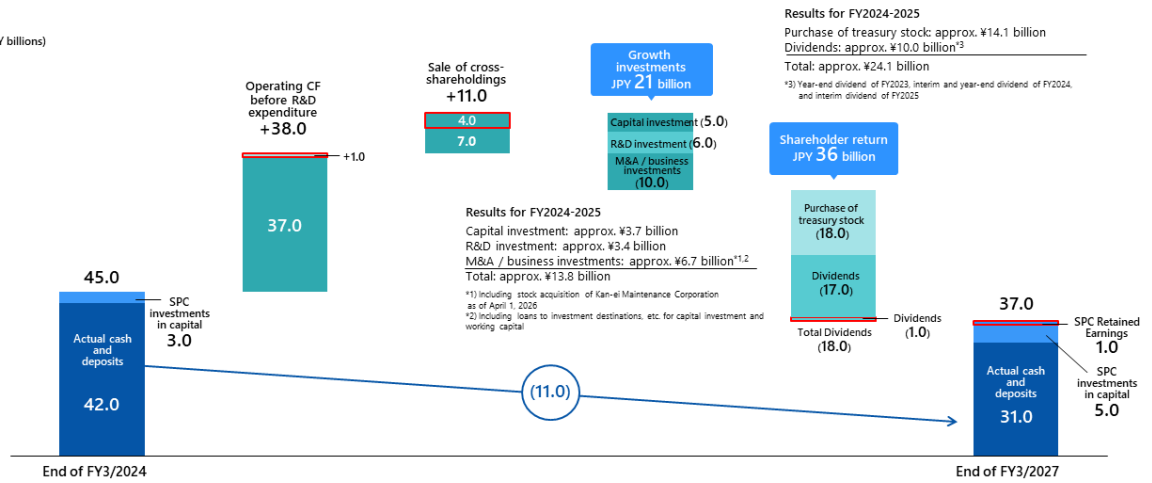 Y billions)
Results for FY2024-2025
Purchase of treasury stock: approx. ¥14.1 billion
Dividends: approx. ¥10.0 billion*3
Total: approx. ¥24.1 billion
*3) Year-end dividend of FY2023, interim and year-end dividend of FY2024,
and interim dividend of FY2025
Operating CF
before R&D
expenditure
+38.0
+1.0
37.0
Sale of cross-
shareholdings
+11.0
4.0
7.0
Growth
investments
JPY 21 billion
Capital investment (5.0)
R&D investment (6.0)
M&A / business
investments
(10.0)
Shareholder return
JPY 36 billion
Purchase of
treasury stock
(18.0)
Dividends
(17.0)
Dividends
(1.0)
Total Dividends
(18.0)
Results for FY2024-2025
Capital investment: approx. ¥3.7 billion
R&D investment: approx. ¥3.4 billion
M&A / business investments: approx. ¥6.7 billion*1,2
Total: approx. ¥13.8 billion
*1) Including stock acquisition of Kan-ei Maintenance Corporation
as of April 1, 2026
*2) Including loans to investment destinations, etc. for capital investment and
working capital
45.0
SPC
investments
in capital
3.0
Actual cash
and
deposits
42.0
(11.0)
37.0
SPC Retained
Earnings
1.0
SPC
investments
in capital
5.0
Actual cash
and
deposits
31.0
End of FY3/2024
End of FY3/2027